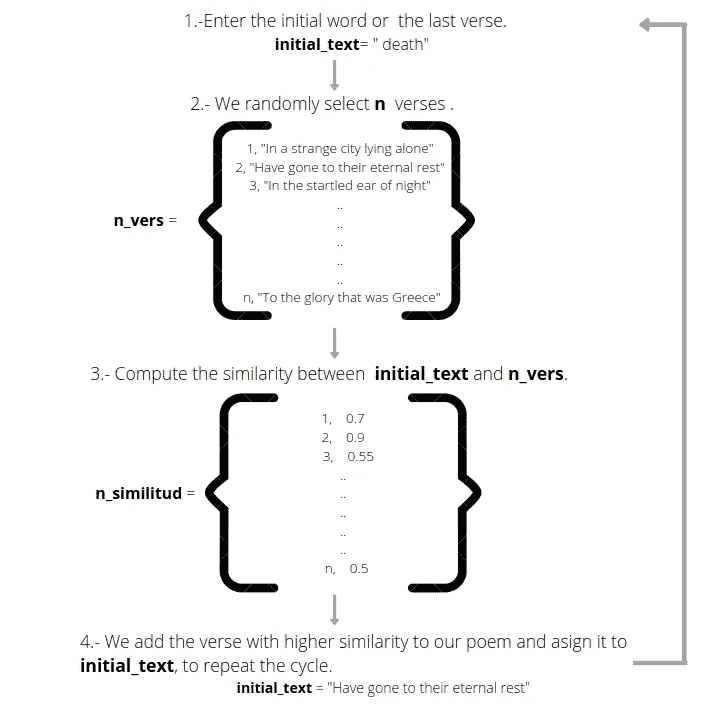 1.-Enter the initial word or the last verse.
initial_text= " death"
2.- We randomly select n verses .
1, "In a strange city lying alone"
2, "Have gone to their eternal rest"
3, "In the startled ear of night"
..
..
..
..
..
n, "To the glory that was Greece"
n_vers =
3.- Compute the similarity between initial_text and n_vers.
1, 0.7
2, 0.9
3, 0.55
..
..
..
..
..
n, 0.5
n_similitud =
4.- We add the verse with higher similarity to our poem and asign it to
initial_text, to repeat the cycle.
initial_text = "Have gone to their eternal rest"